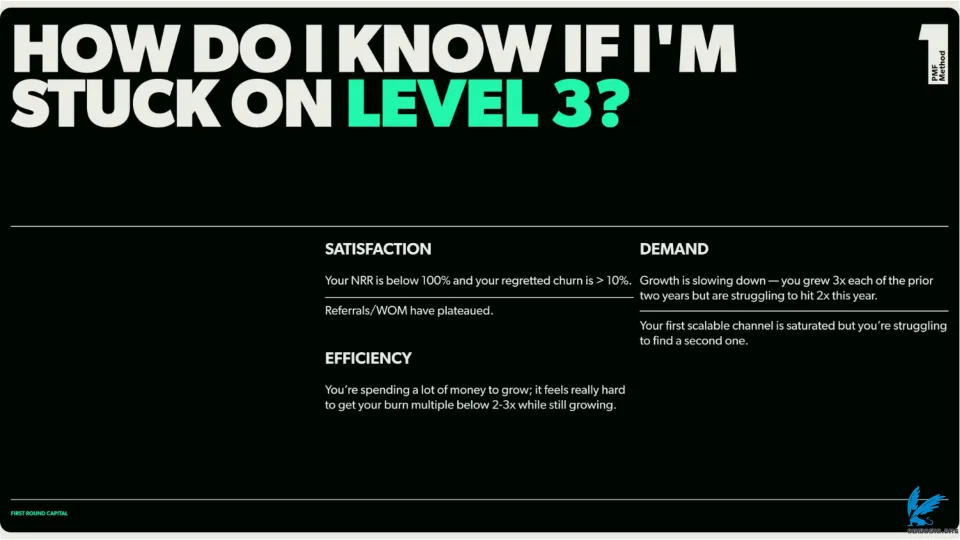 HOW DO I KNOW IF I'M
STUCK ON LEVEL 3?
1
PMF
Method
SATISFACTION
Your NRR is below 100% and your regretted churn is > 10%.
Referrals/WOM have plateaued.
EFFICIENCY
You're spending a lot of money to grow; it feels really hard
to get your burn multiple below 2-3x while still growing.
DEMAND
Growth is slowing down — you grew 3x each of the prior
two years but are struggling to hit 2x this year.
Your first scalable channel is saturated but you're struggling
to find a second one.
FIRST ROUND CAPITAL